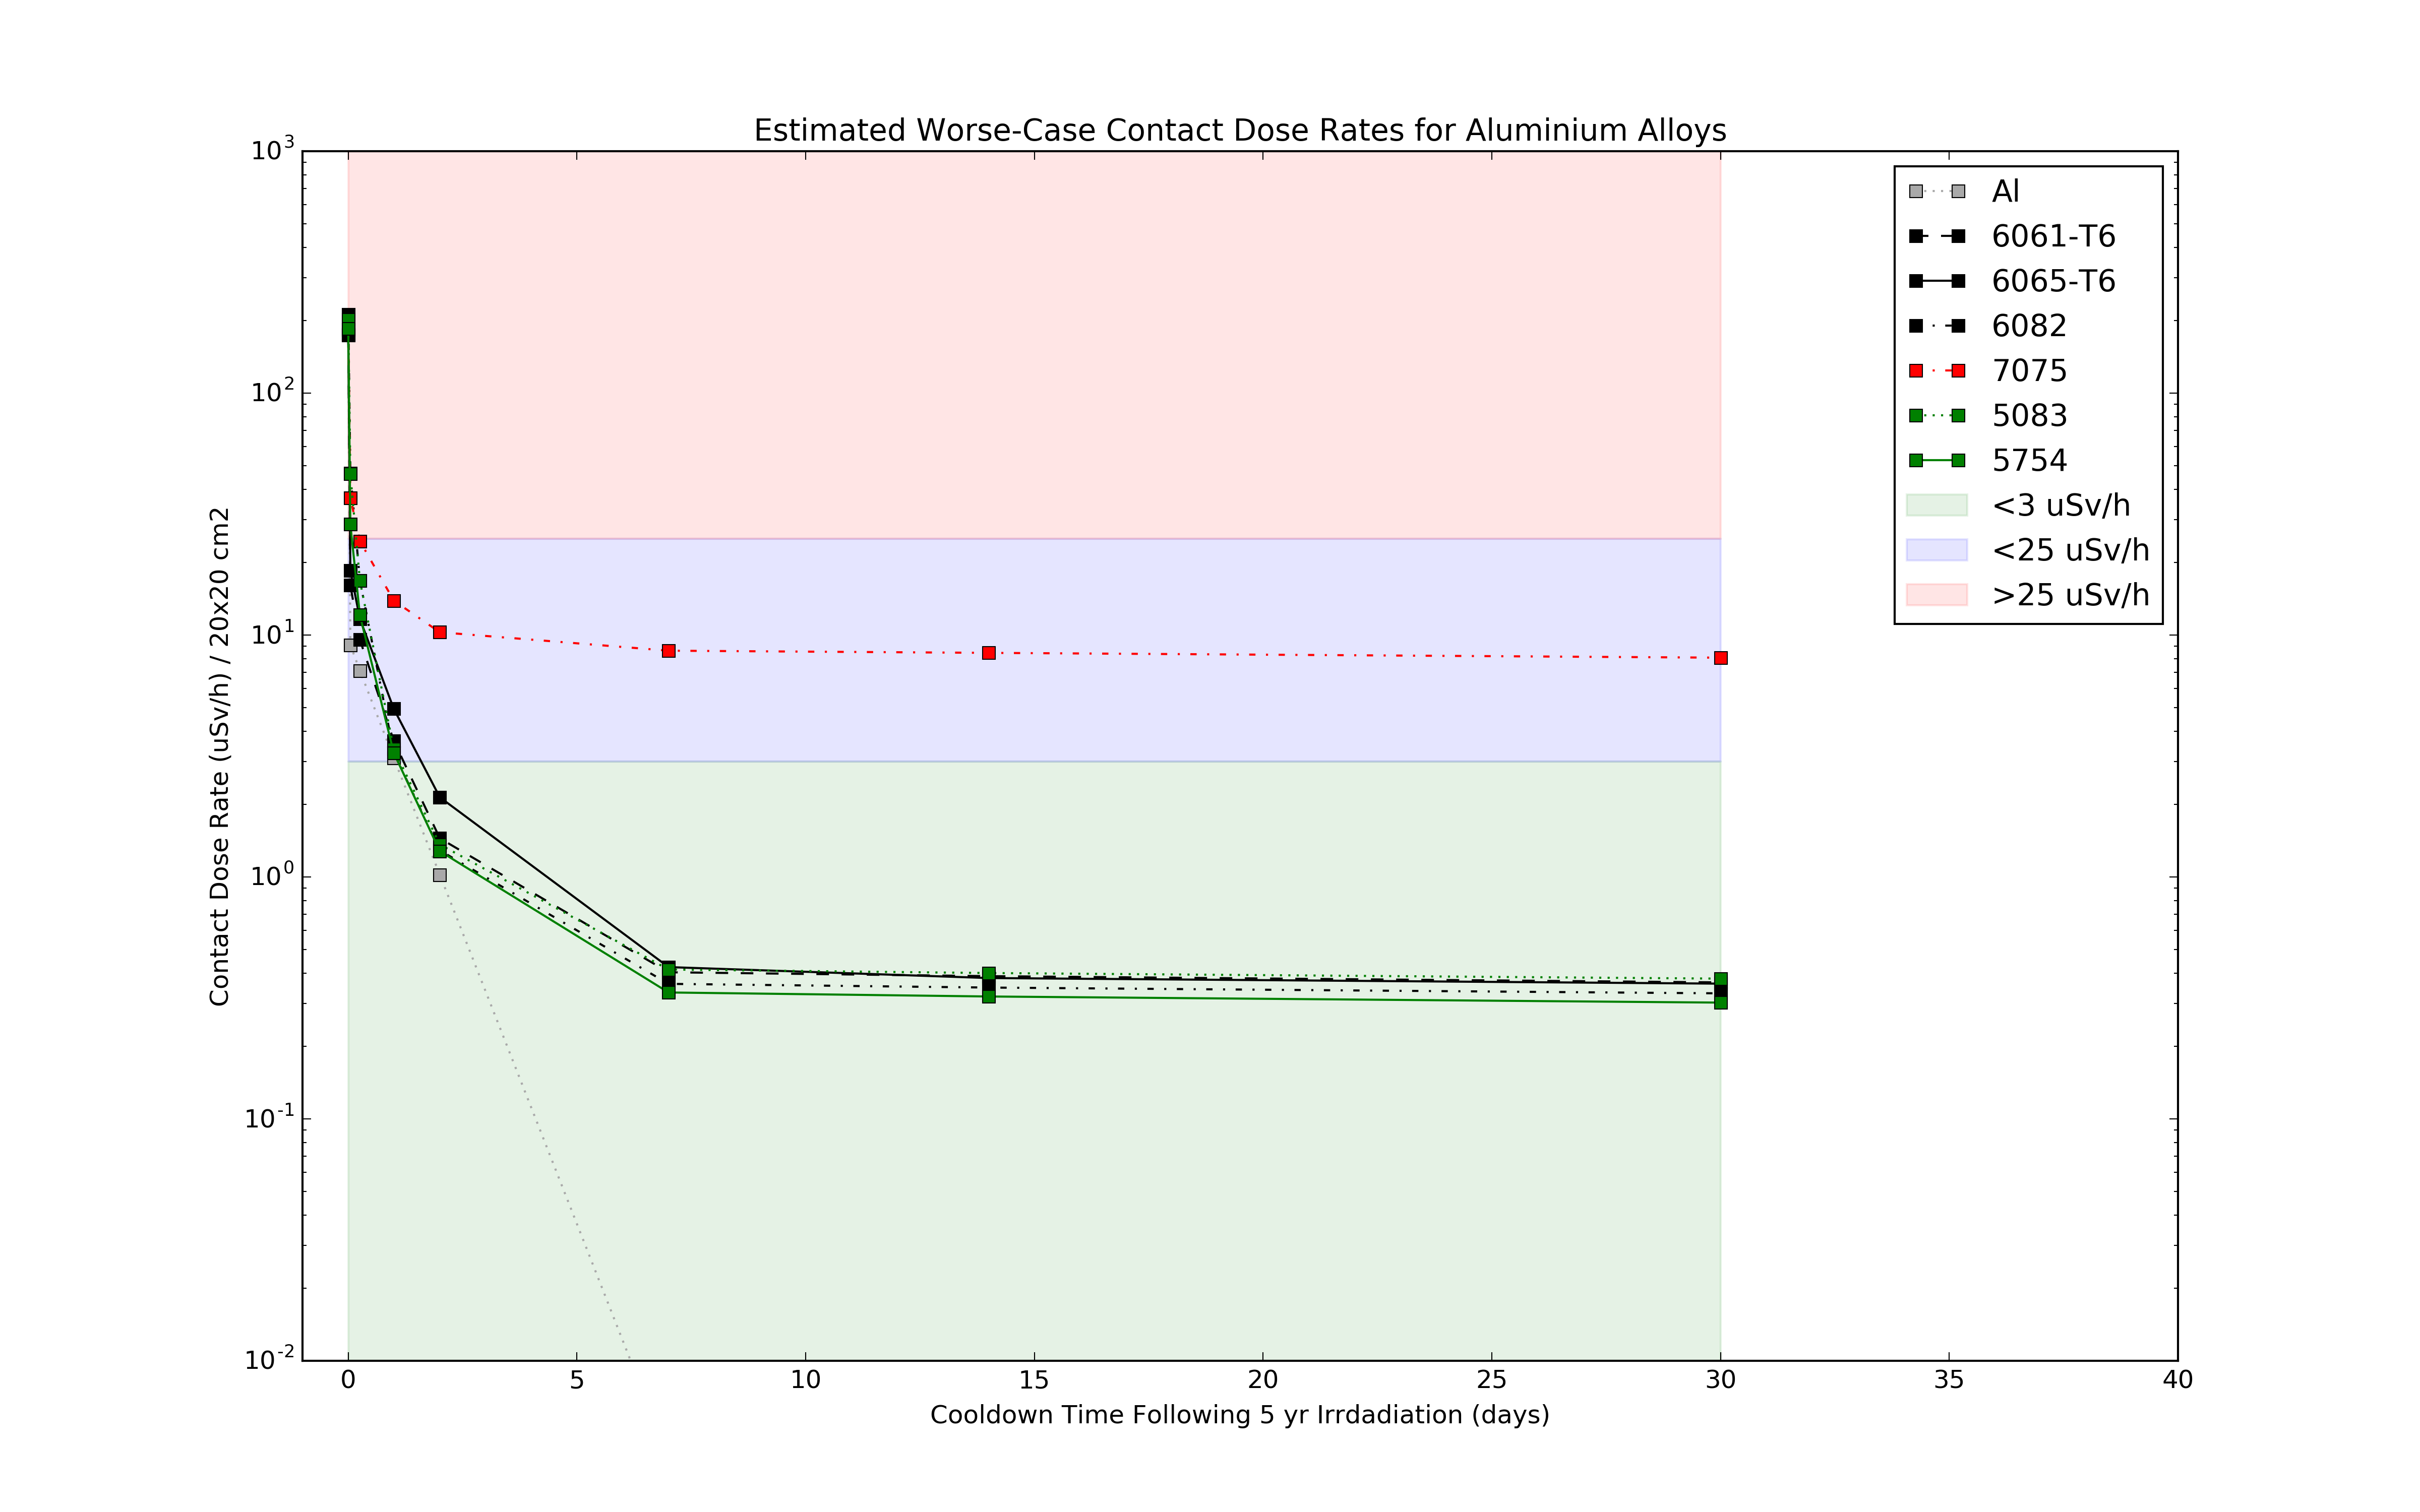 Estimated Worse-Case Contact Dose Rates for Aluminium Alloys
10^3
10^2
10^1
10^0
10^-1
10^-2
Contact Dose Rate (uSv/h) / 20x20 cm2
Al
6061-T6
6065-T6
6082
7075
5083
5754
<3 uSv/h
<25 uSv/h
>25 uSv/h
0 5 10 15 20 25 30 35 40
Cooldown Time Following 5 yr Irrdadiation (days)